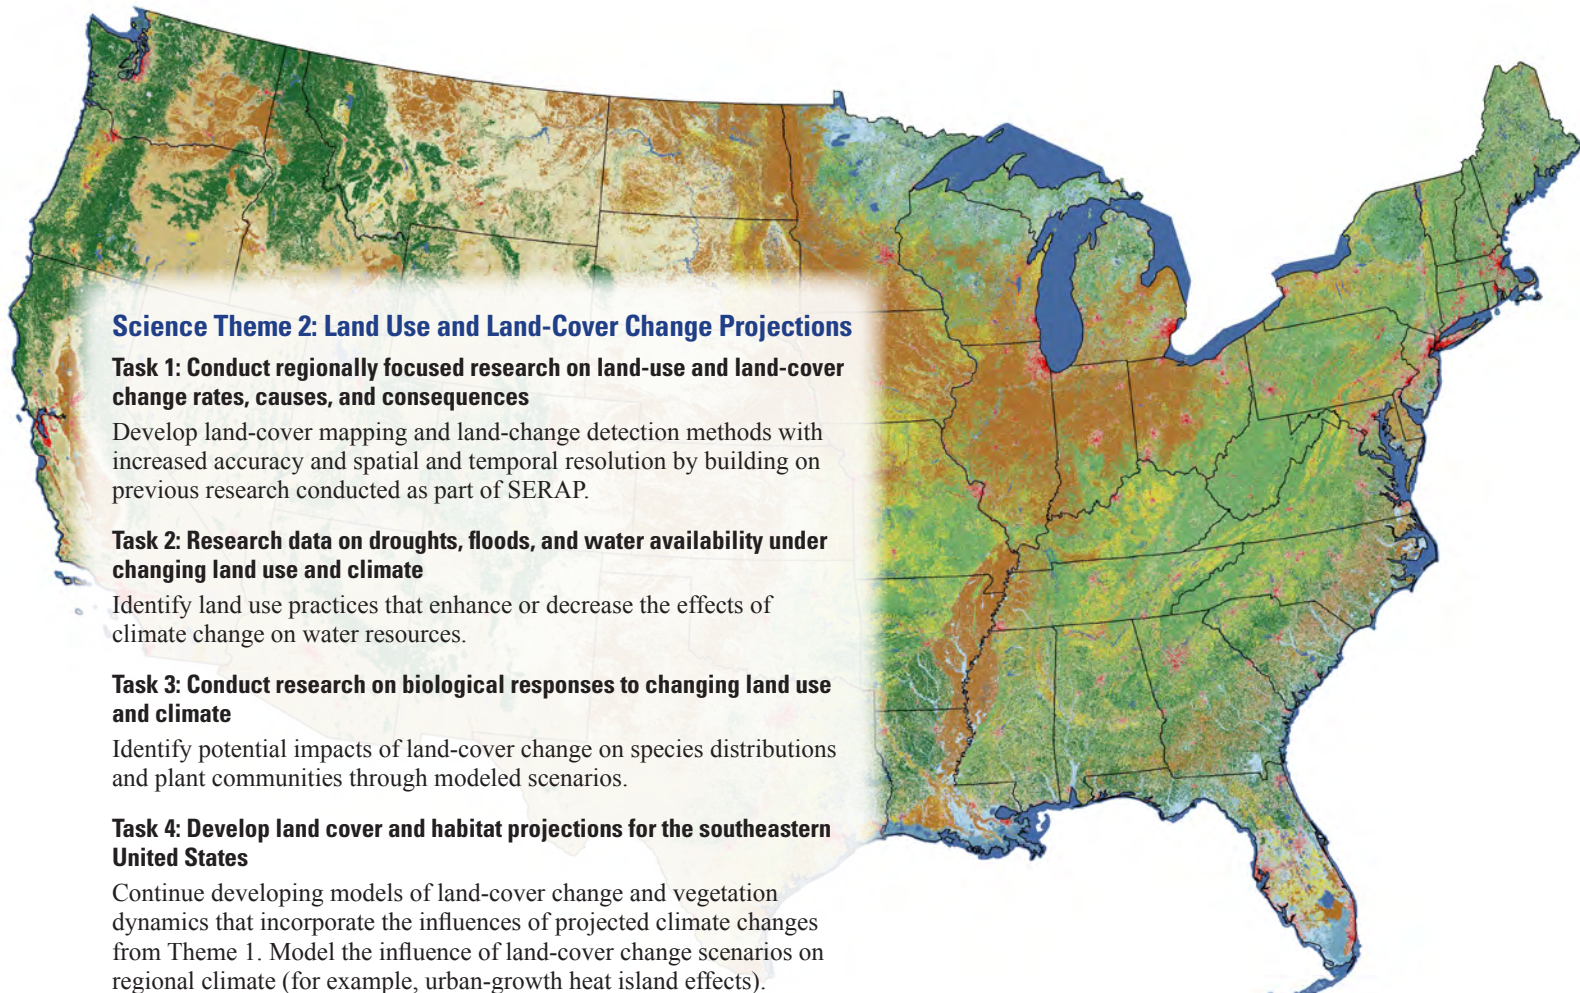 Science Theme 2: Land Use and Land-Cover Change Projections
Task 1: Conduct regionally focused research on land-use and land-cover
change rates, causes, and consequences
Develop land-cover mapping and land-change detection methods with
increased accuracy and spatial and temporal resolution by building on
previous research conducted as part of SERAP.
Task 2: Research data on droughts, floods, and water availability under
changing land use and climate
Identify land use practices that enhance or decrease the effects of
climate change on water resources.
Task 3: Conduct research on biological responses to changing land use
and climate
Identify potential impacts of land-cover change on species distributions
and plant communities through modeled scenarios.
Task 4: Develop land cover and habitat projections for the southeastern
United States
Continue developing models of land-cover change and vegetation
dynamics that incorporate the influences of projected climate changes
from Theme 1. Model the influence of land-cover change scenarios on
regional climate (for example, urban-growth heat island effects).